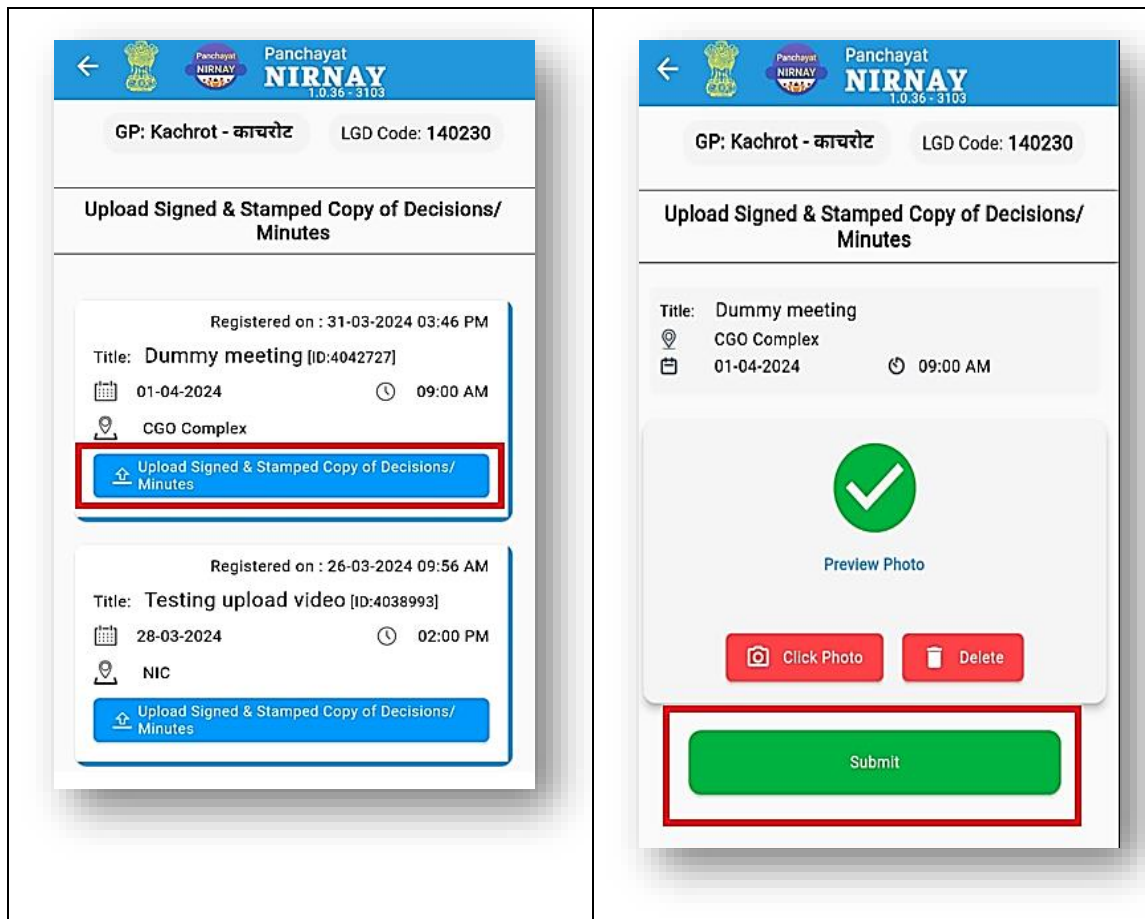 Panchayat
NIRNAY
Panchayat
NIRNAY
1.0.36 - 3103
GP: Kachrot - काचरोट LGD Code: 140230
Upload Signed & Stamped Copy of Decisions/
Minutes
Registered on : 31-03-2024 03:46 PM
Title: Dummy meeting [ID:4042727]
01-04-2024 09:00 AM
CGO Complex
Upload Signed & Stamped Copy of Decisions/
Minutes
Registered on : 26-03-2024 09:56 AM
Title: Testing upload video [ID:4038993]
28-03-2024 02:00 PM
NIC
Upload Signed & Stamped Copy of Decisions/
Minutes
Panchayat
NIRNAY
Panchayat
NIRNAY
1.0.36 - 3103
GP: Kachrot - काचरोट LGD Code: 140230
Upload Signed & Stamped Copy of Decisions/
Minutes
Title: Dummy meeting
CGO Complex
01-04-2024 09:00 AM
Preview Photo
Click Photo Delete
Submit